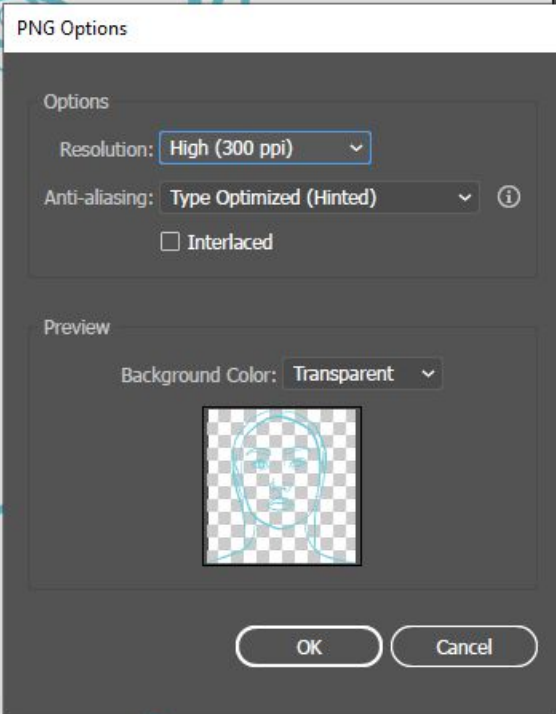 PNG Options
Options
Resolution: High (300 ppi)
Anti-aliasing: Type Optimized (Hinted)
Interlaced
Preview
Background Color: Transparent
OK Cancel